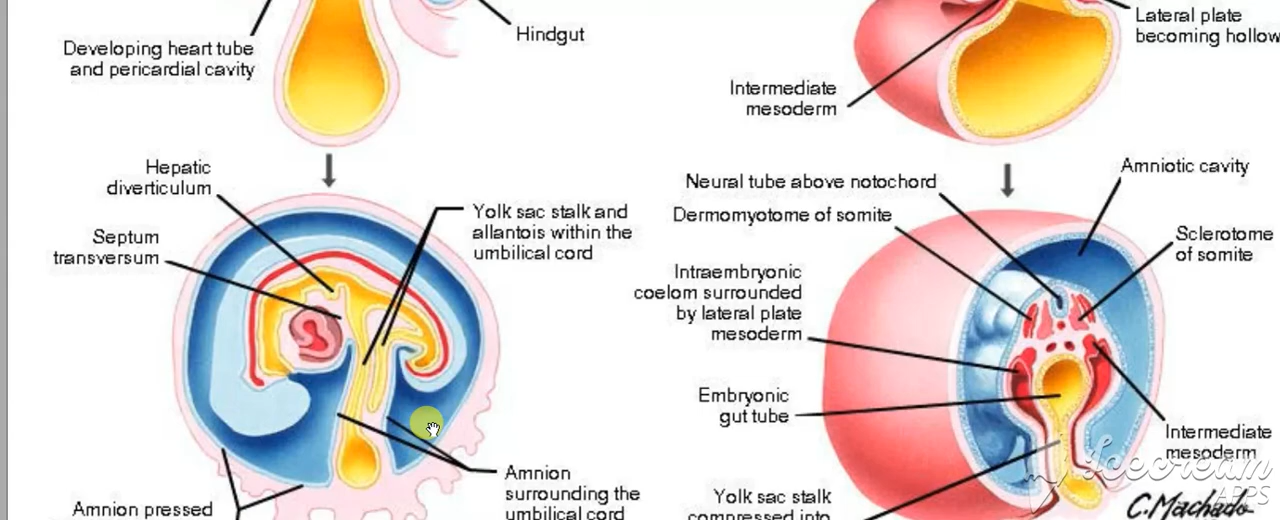 Developing heart tube
and pericardial cavity
Hindgut
Lateral plate
becoming hollow
Intermediate
mesoderm
Hepatic
diverticulum
Septum
transversum
Yolk sac stalk and
allantois within the
umbilical cord
Amnion
surrounding the
umbilical cord
Amnion pressed
Neural tube above notochord
Dermomyotome of somite
Intraembryonic
coelom surrounded
by lateral plate
mesoderm
Embryonic
gut tube
Yolk sac stalk
compressed into
Amniotic cavity
Sclerotome
of somite
Intermediate
mesoderm
Icecream
APPS
C.Machado